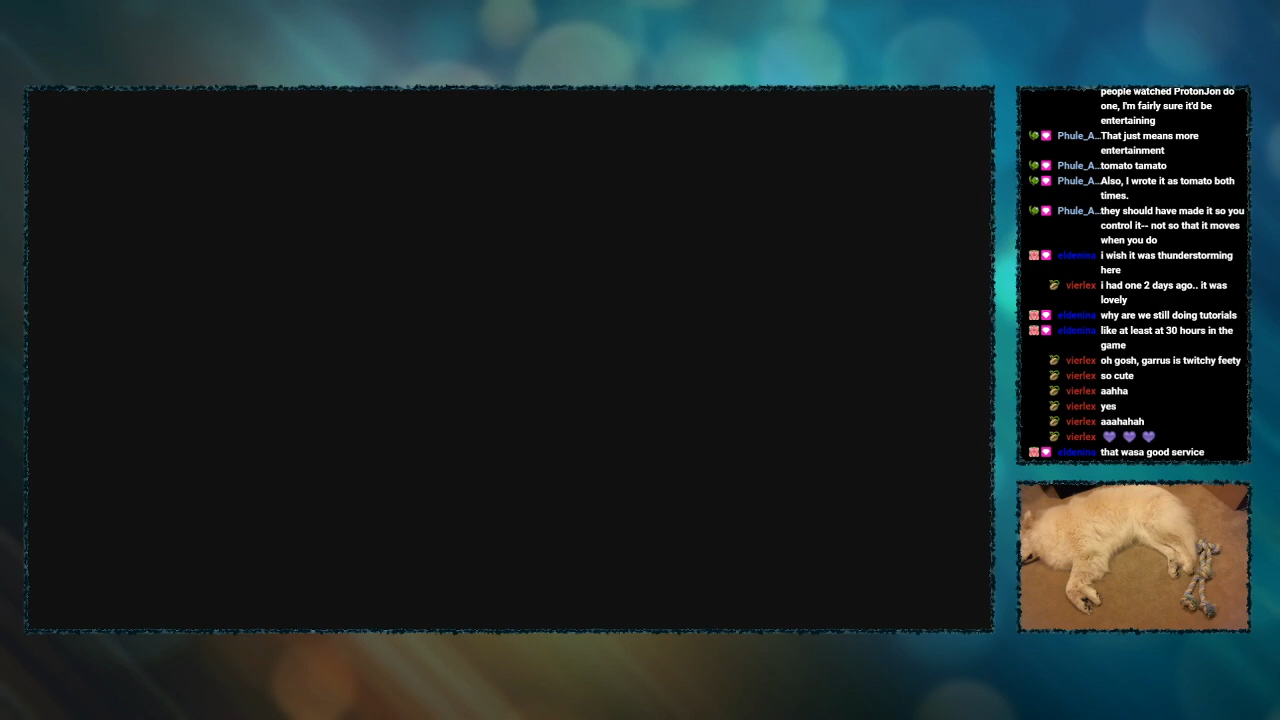 people watched ProtonJon do
one, I'm fairly sure it'd be
entertaining
Phule_A... That just means more
entertainment
Phule_A... tomato tamato
Phule_A... Also, I wrote it as tomato both
times.
Phule_A... they should have made it so you
control it-- not so that it moves
when you do
eldenina i wish it was thunderstorming
here
vierlex i had one 2 days ago.. it was
lovely
eldenina why are we still doing tutorials
eldenina like at least at 30 hours in the
game
vierlex oh gosh, garrus is twitchy feety
vierlex so cute
vierlex aahha
vierlex yes
vierlex aaahahah
vierlex
eldenina that wasa good service